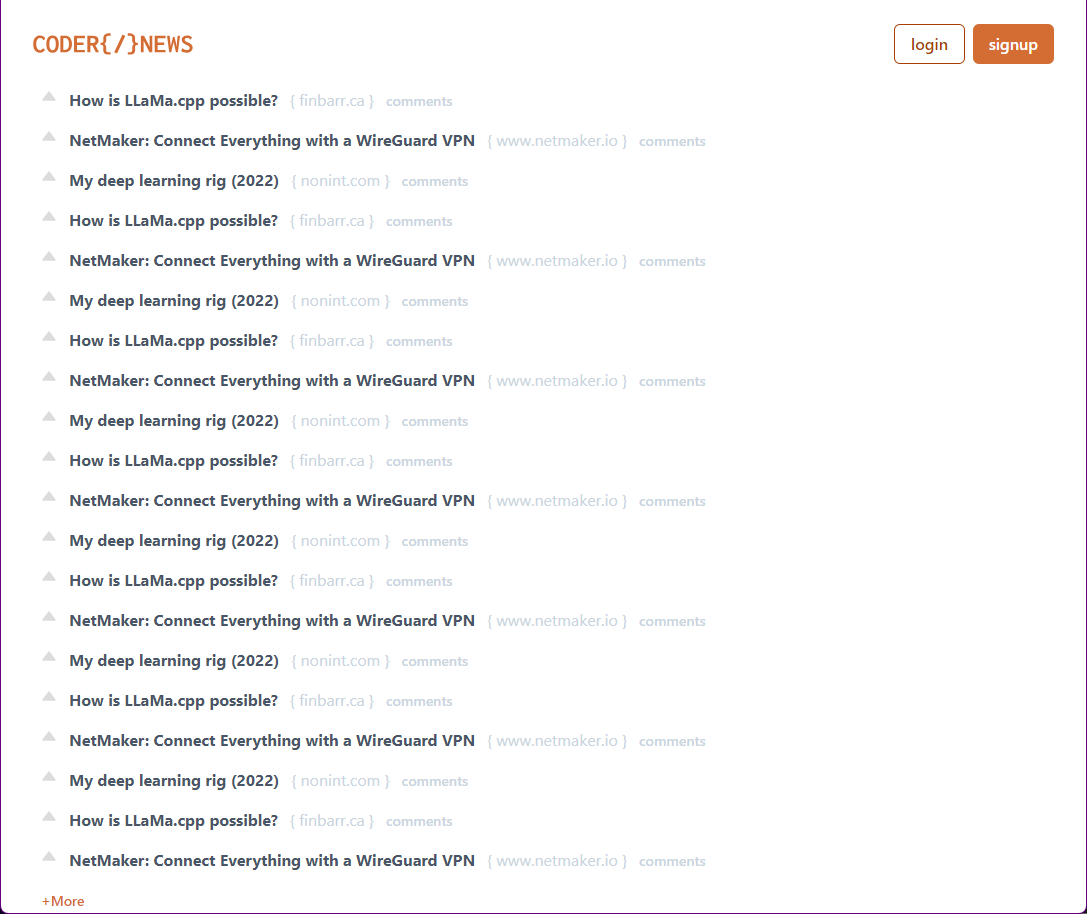 CODER{/}NEWS login signup
How is LLaMa.cpp possible? { finbarr.ca } comments
NetMaker: Connect Everything with a WireGuard VPN { www.netmaker.io } comments
My deep learning rig (2022) { nonint.com } comments
How is LLaMa.cpp possible? { finbarr.ca } comments
NetMaker: Connect Everything with a WireGuard VPN { www.netmaker.io } comments
My deep learning rig (2022) { nonint.com } comments
How is LLaMa.cpp possible? { finbarr.ca } comments
NetMaker: Connect Everything with a WireGuard VPN { www.netmaker.io } comments
My deep learning rig (2022) { nonint.com } comments
How is LLaMa.cpp possible? { finbarr.ca } comments
NetMaker: Connect Everything with a WireGuard VPN { www.netmaker.io } comments
My deep learning rig (2022) { nonint.com } comments
How is LLaMa.cpp possible? { finbarr.ca } comments
NetMaker: Connect Everything with a WireGuard VPN { www.netmaker.io } comments
My deep learning rig (2022) { nonint.com } comments
How is LLaMa.cpp possible? { finbarr.ca } comments
NetMaker: Connect Everything with a WireGuard VPN { www.netmaker.io } comments
My deep learning rig (2022) { nonint.com } comments
How is LLaMa.cpp possible? { finbarr.ca } comments
NetMaker: Connect Everything with a WireGuard VPN { www.netmaker.io } comments
+More